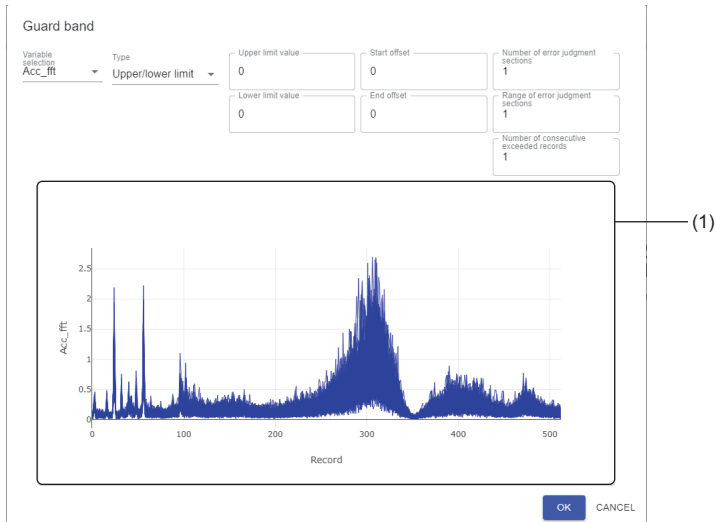 Guard band
Variable
selection
Acc_fft
Type
Upper/lower limit
Upper limit value
0
Start offset
0
Number of error judgment
sections
1
Lower limit value
0
End offset
0
Range of error judgment
sections
1
Number of consecutive
exceeded records
1
(1)
2.5
2
1.5
1
0.5
0
Acc_fft
0 100 200 300 400 500
Record
OK CANCEL